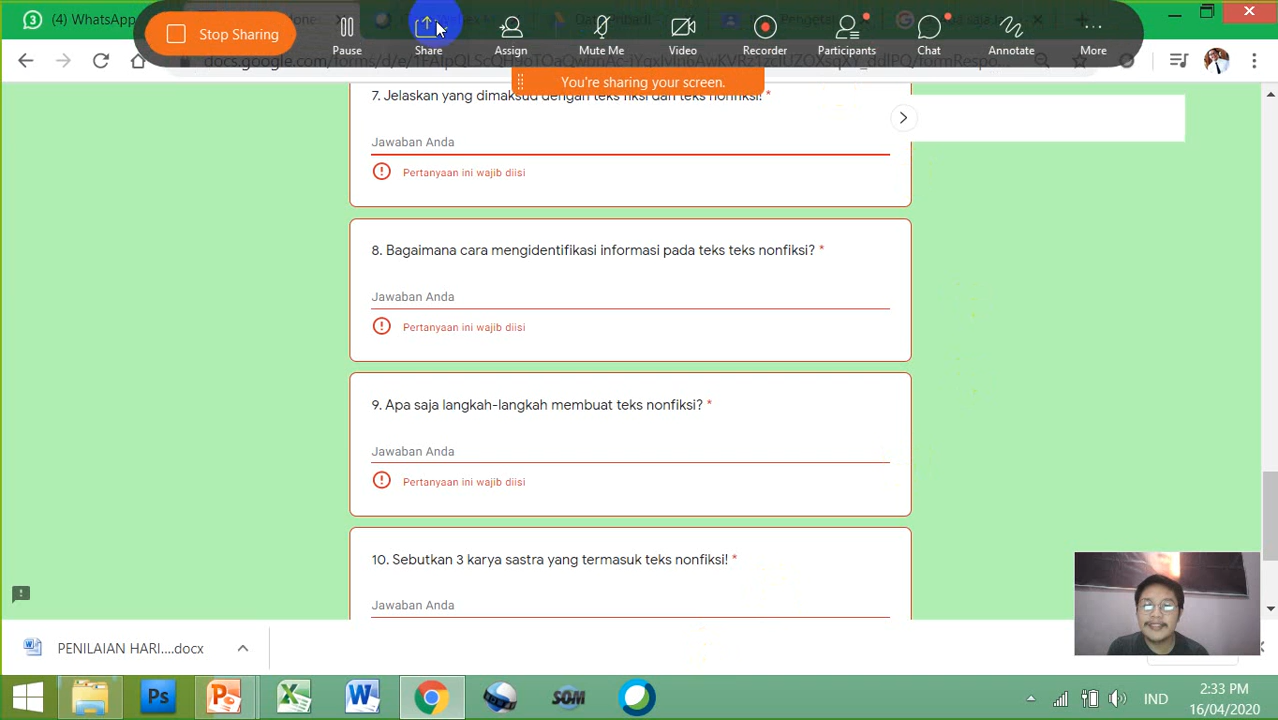 (4) WhatsApp
Stop Sharing
Pause
Share
Assign
Mute Me
Video
Recorder
Participants
Chat
Annotate
More
You're sharing your screen.
7. Jelaskan yang dimaksud dengan teks fiksi dan teks nonfiksi! *
Jawaban Anda
Pertanyaan ini wajib diisi
8. Bagaimana cara mengidentifikasi informasi pada teks teks nonfiksi? *
Jawaban Anda
Pertanyaan ini wajib diisi
9. Apa saja langkah-langkah membuat teks nonfiksi? *
Jawaban Anda
Pertanyaan ini wajib diisi
10. Sebutkan 3 karya sastra yang termasuk teks nonfiksi! *
Jawaban Anda
PENILAIAN HARI....docx
Ps
SOM
IND
2:33 PM
16/04/2020